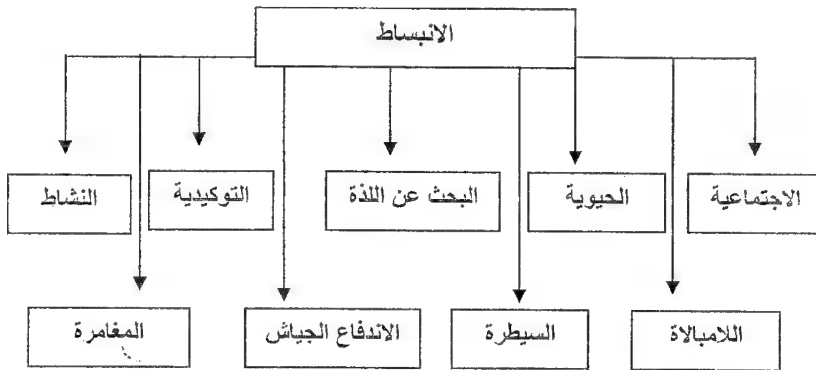 الانبساط
الاجتماعية
الحيوية
البحث عن اللذة
التوكيدية
النشاط
اللامبالاة
السيطرة
الاندفاع الجياش
المغامرة